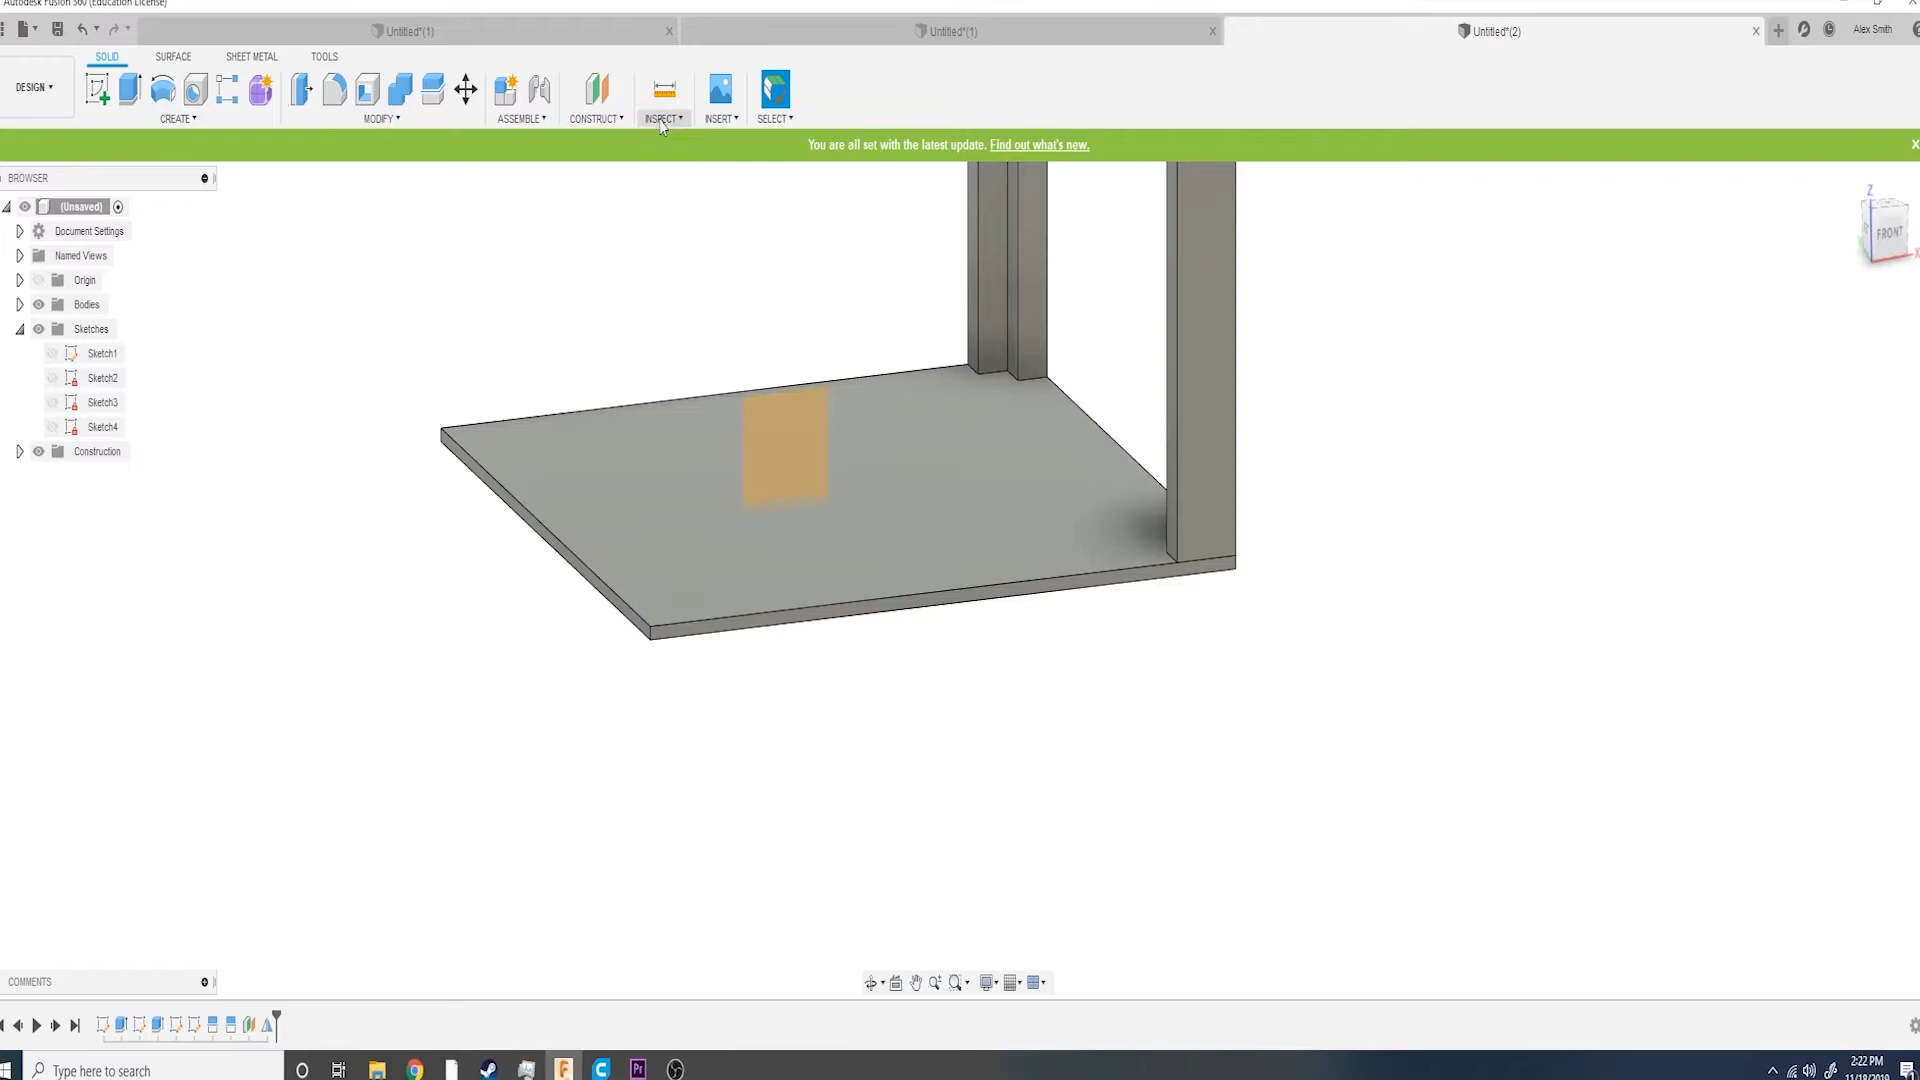 Autodesk Fusion 360 (Education License)
Untitled*(1)
Untitled*(1)
Untitled*(2)
Alex Smith
DESIGN
SOLID
SURFACE
SHEET METAL
TOOLS
CREATE
MODIFY
ASSEMBLE
CONSTRUCT
INSPECT
INSERT
SELECT
You are all set with the latest update. Find out what's new.
BROWSER
(Unsaved)
Document Settings
Named Views
Origin
Bodies
Sketches
Sketch1
Sketch2
Sketch3
Sketch4
Construction
Z
FRONT
X
COMMENTS
Type here to search
2:22 PM
11/18/2019